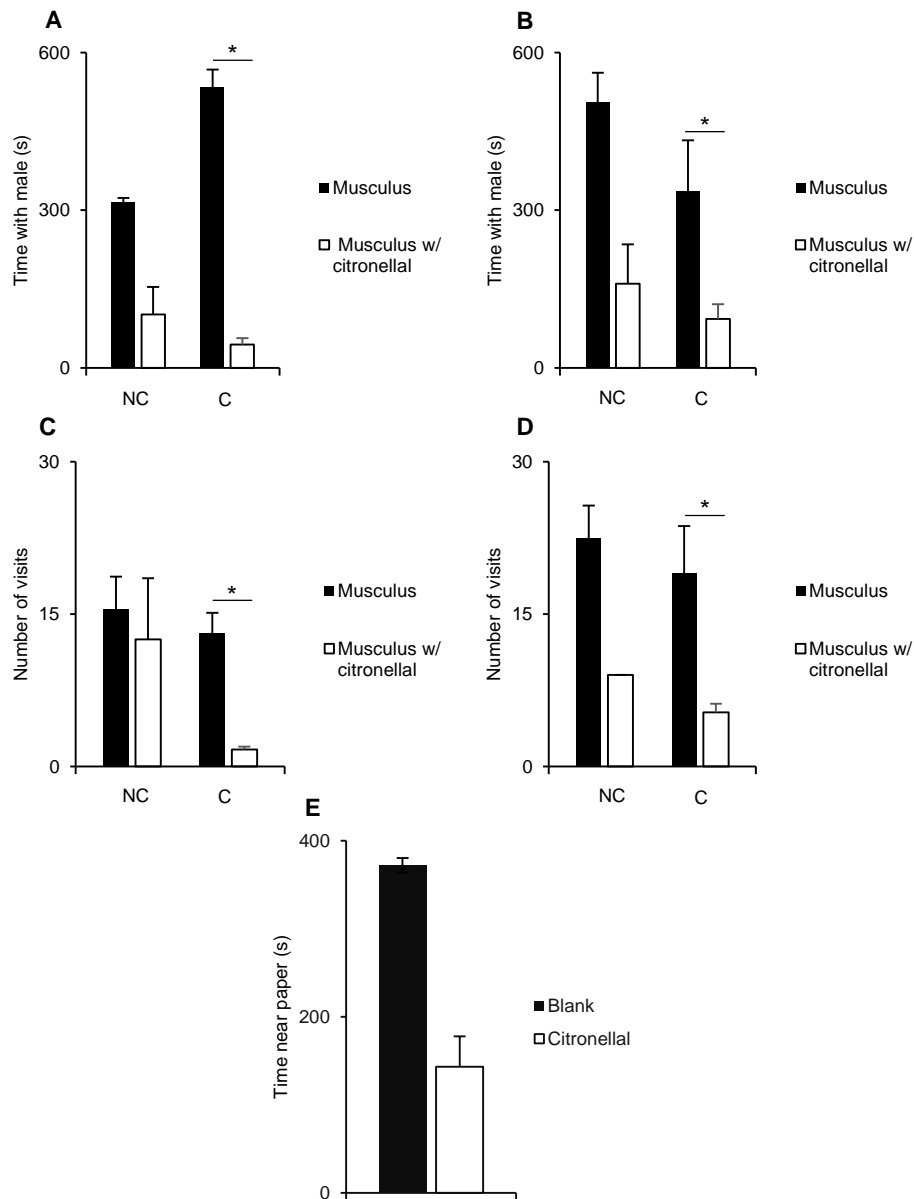 A
600
300
0
Time with male (s)
*
NC
C
Musculus
Musculus w/
citronellal
B
600
300
0
Time with male (s)
*
NC
C
Musculus
Musculus w/
citronellal
C
30
15
0
Number of visits
*
NC
C
Musculus
Musculus w/
citronellal
D
30
15
0
Number of visits
*
NC
C
Musculus
Musculus w/
citronellal
E
400
200
0
Time near paper (s)
Blank
Citronellal